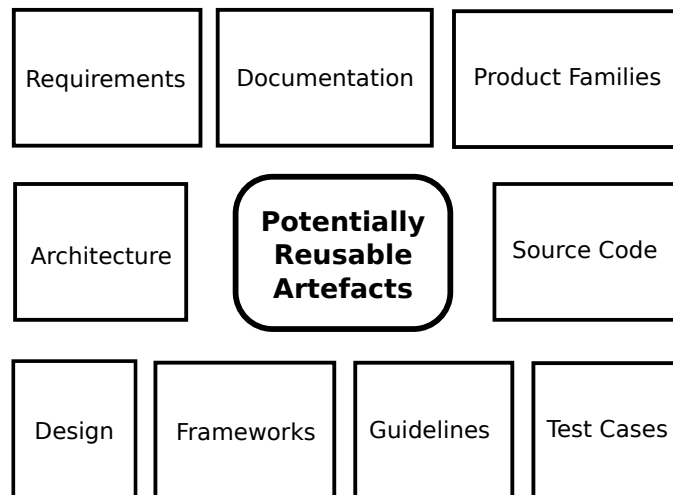 Requirements
Documentation
Product Families
Architecture
Potentially
Reusable
Artefacts
Source Code
Design
Frameworks
Guidelines
Test Cases